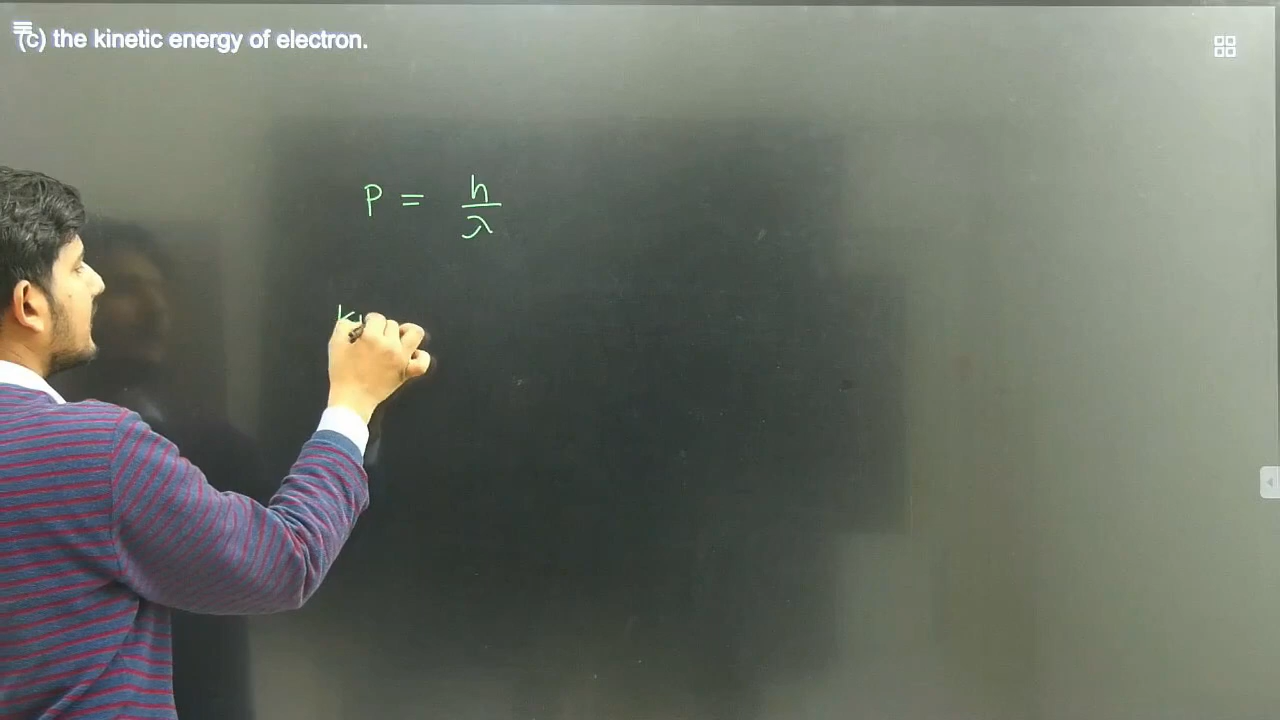 (c) the kinetic energy of electron.
P = h/λ
K